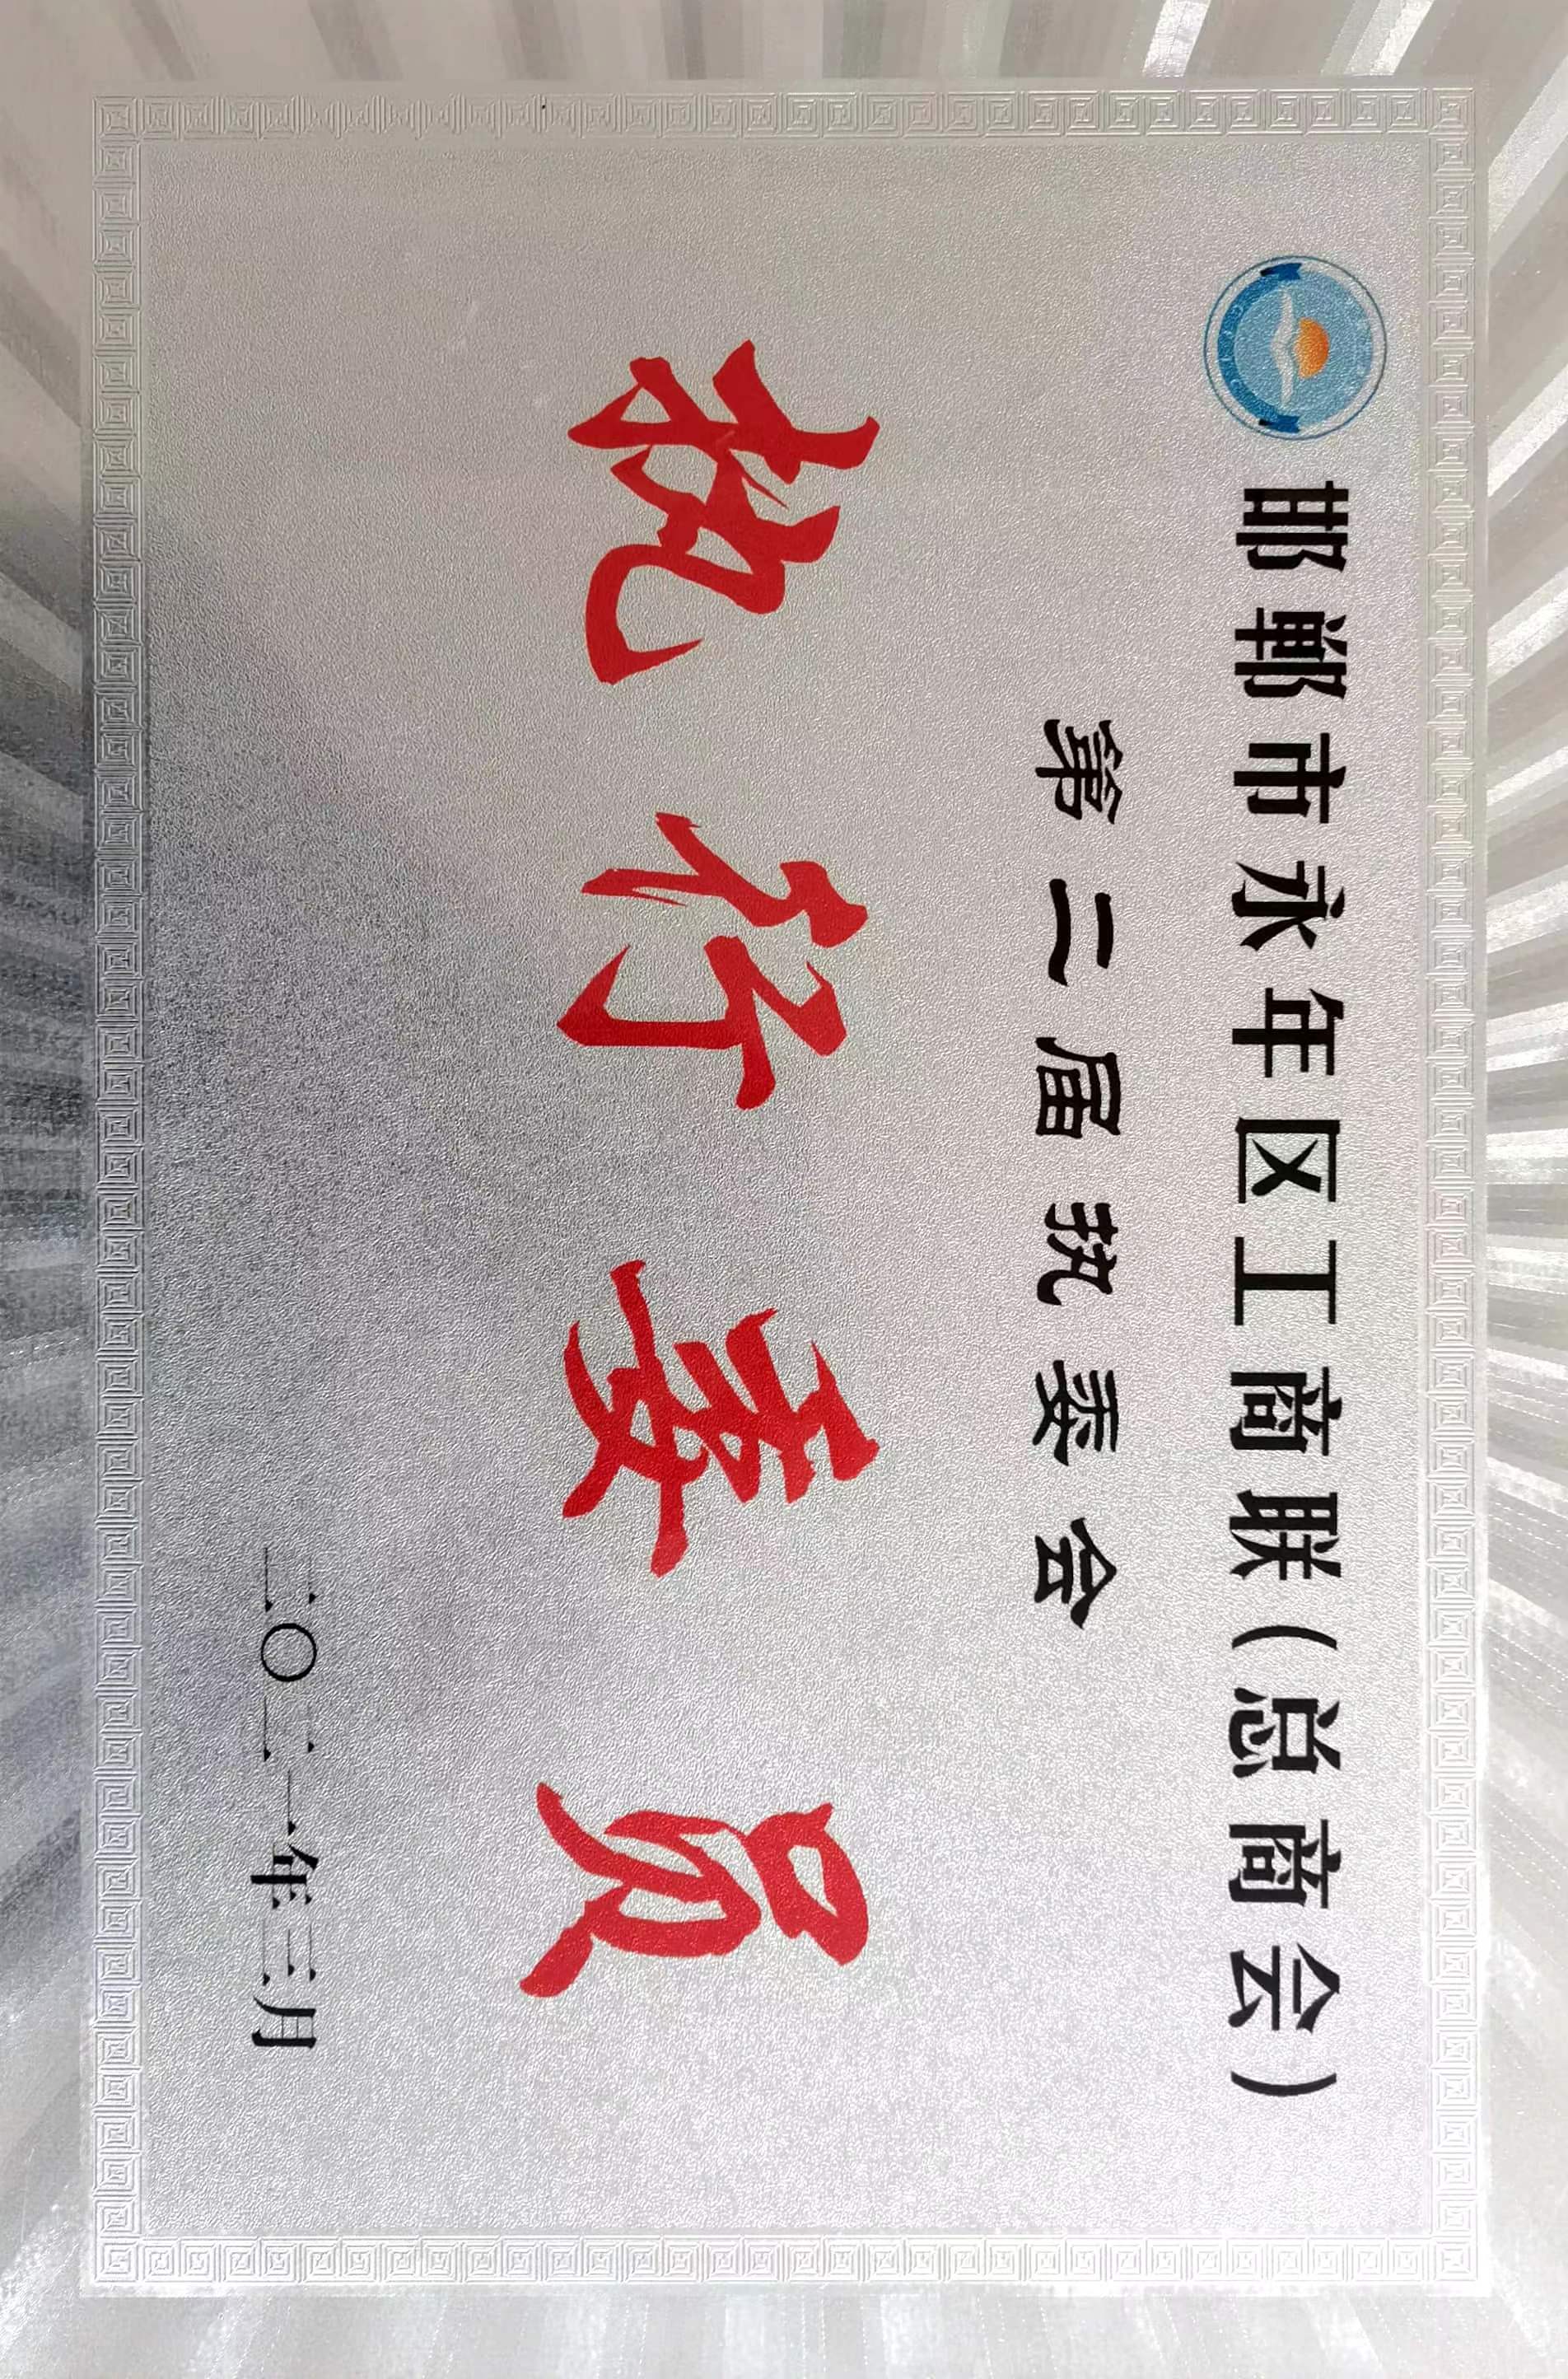 邯郸市永年区工商联(总商会)
第二届执委会
执行委员
二〇二一年三月